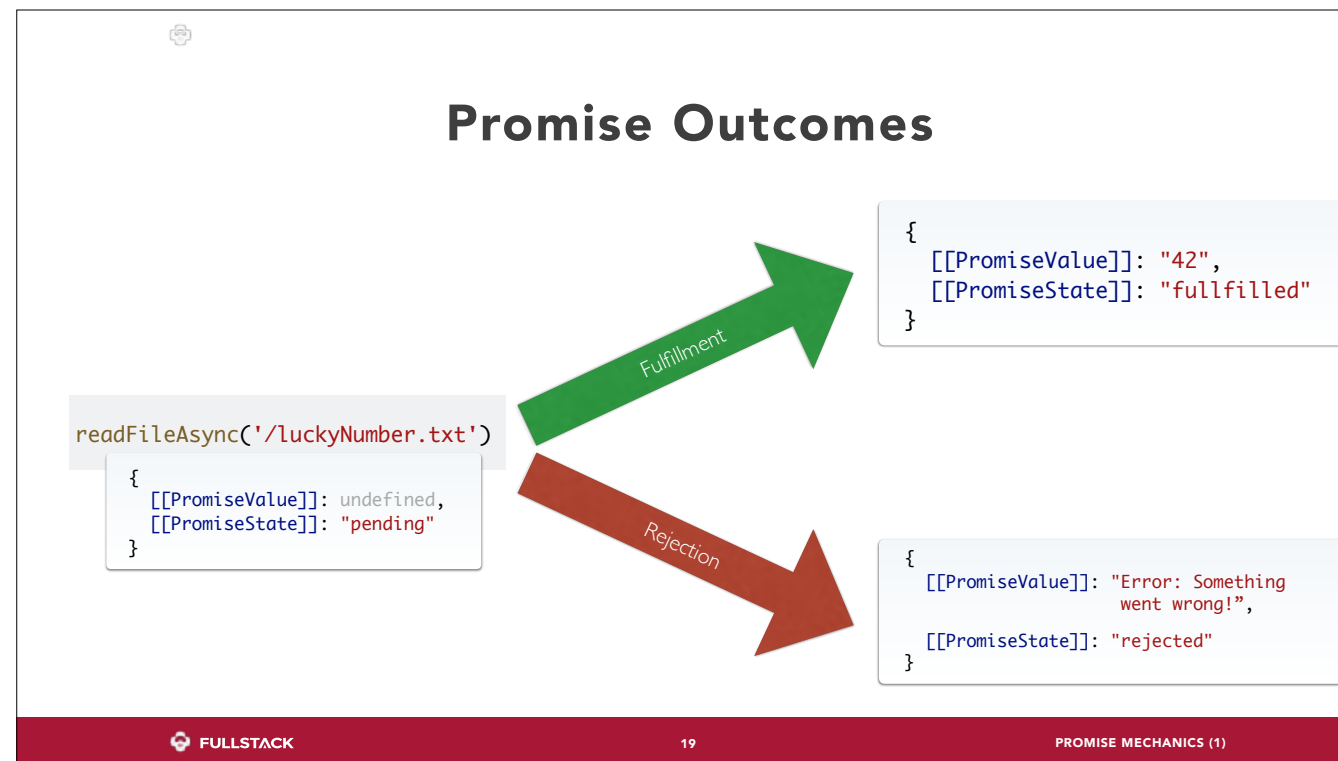 Promise Outcomes
{
[[PromiseValue]]: "42",
[[PromiseState]]: "fullfilled"
}
Fulfillment
readFileAsync('/luckyNumber.txt')
{
[[PromiseValue]]: undefined,
[[PromiseState]]: "pending"
}
Rejection
{
[[PromiseValue]]: "Error: Something
went wrong!”,
[[PromiseState]]: "rejected"
}
FULLSTACK
19
PROMISE MECHANICS (1)